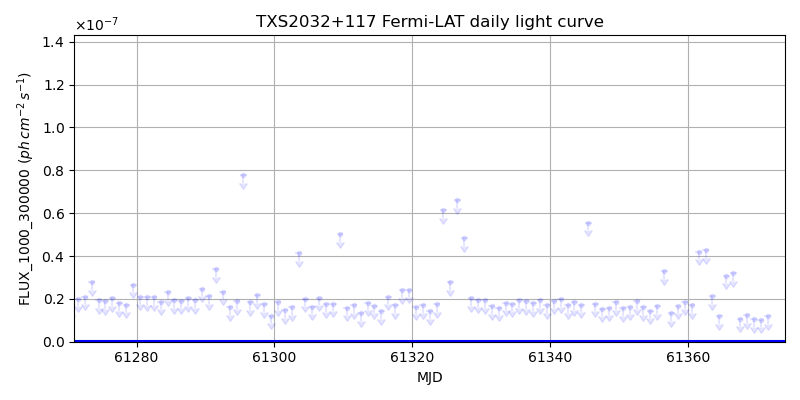 TXS2032+117 Fermi-LAT daily light curve
×10⁻⁷
1.4
1.2
1.0
0.8
0.6
0.4
0.2
0.0
FLUX_1000_300000 (ph cm⁻² s⁻¹)
61280 61300 61320 61340 61360
MJD